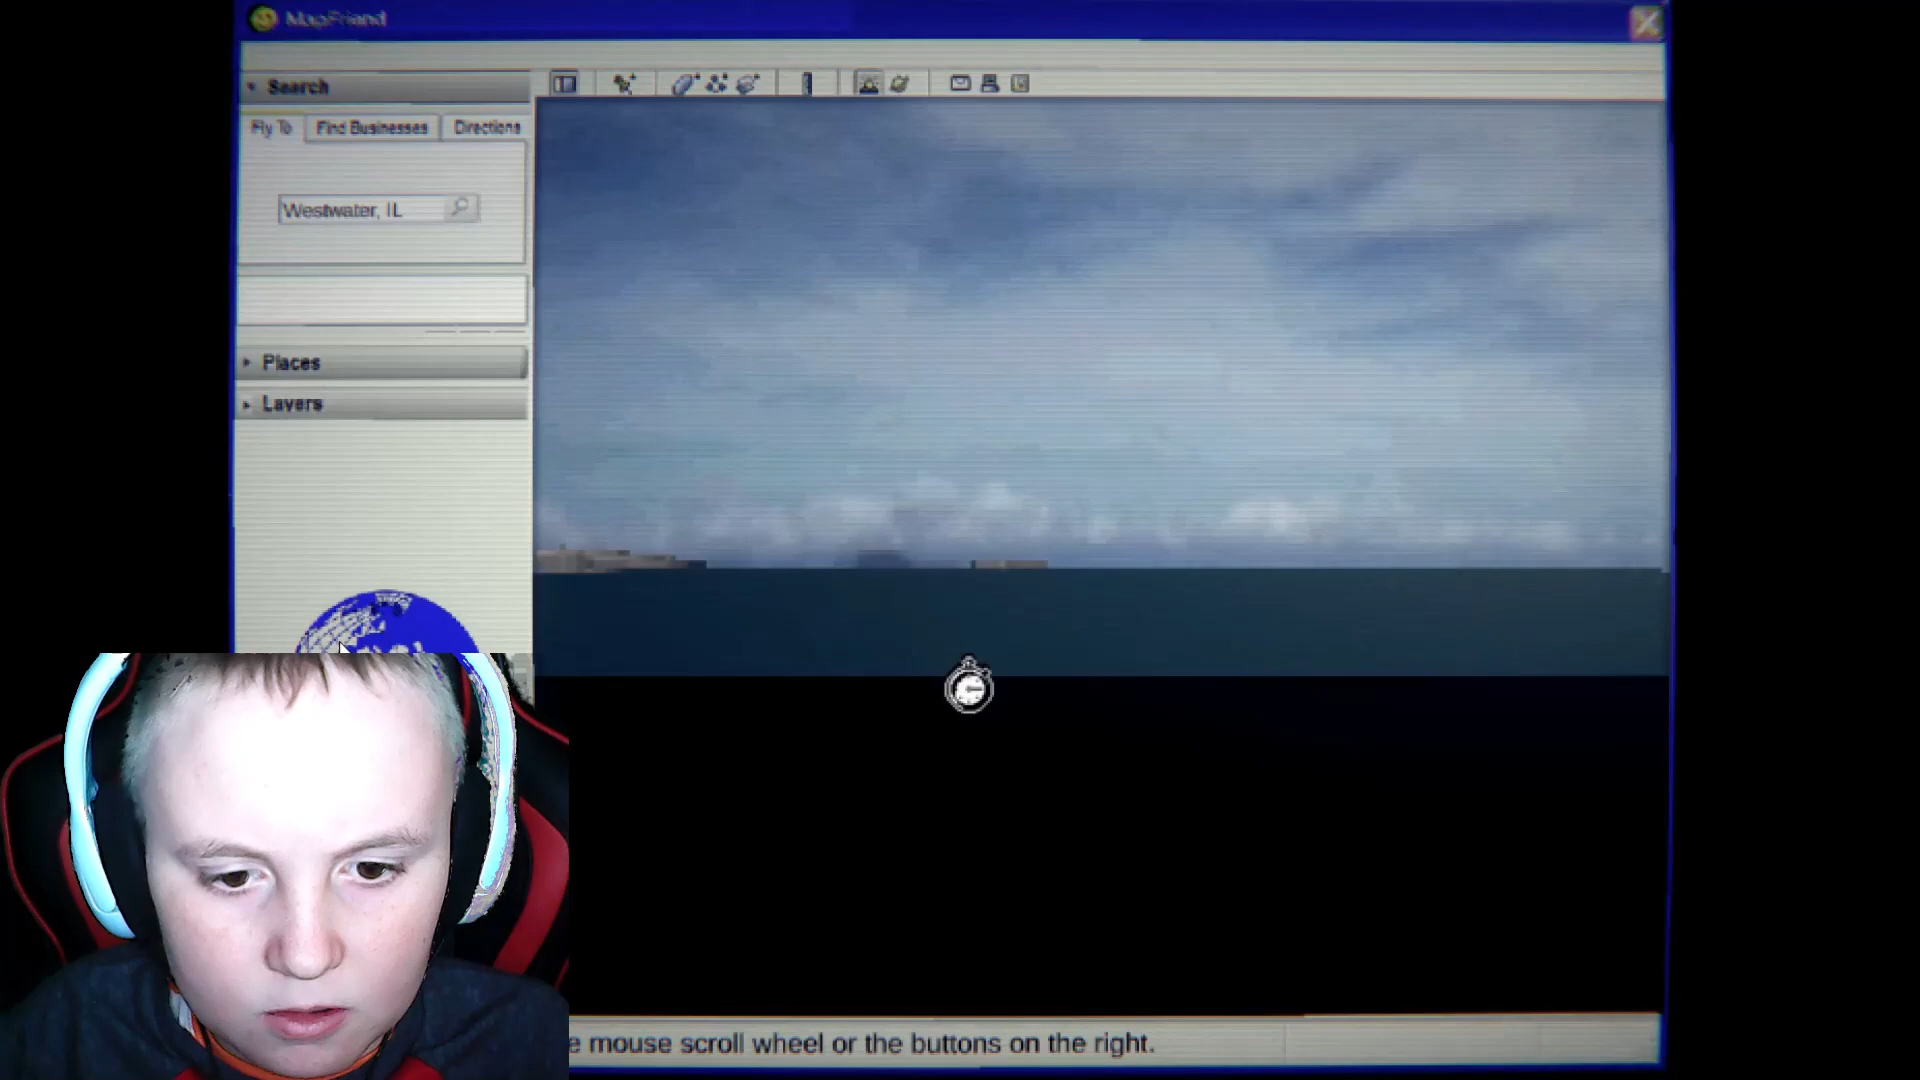 MapFriend
Search
Fly To
Find Businesses
Directions
Westwater, IL
Places
Layers
e mouse scroll wheel or the buttons on the right.